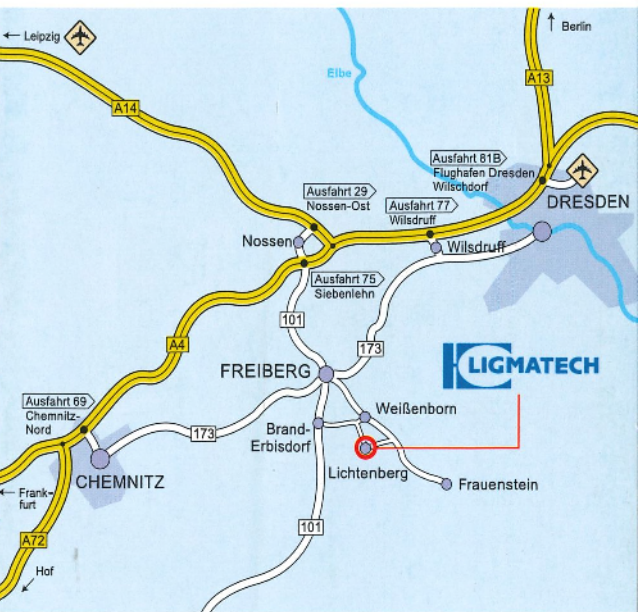 ← Leipzig
↑ Berlin
Elbe
A13
A14
Ausfahrt 81B
Flughafen Dresden
Wilschdorf
Ausfahrt 29
Nossen-Ost
Ausfahrt 77
Wilsdruff
DRESDEN
Nossen
Wilsdruff
Ausfahrt 75
Siebenlehn
101
A4
173
FREIBERG
LIGMATECH
Ausfahrt 69
Chemnitz-
Nord
173
Weißenborn
Brand-
Erbisdorf
Lichtenberg
CHEMNITZ
Frauenstein
← Frank-
furt
101
A72
Hof